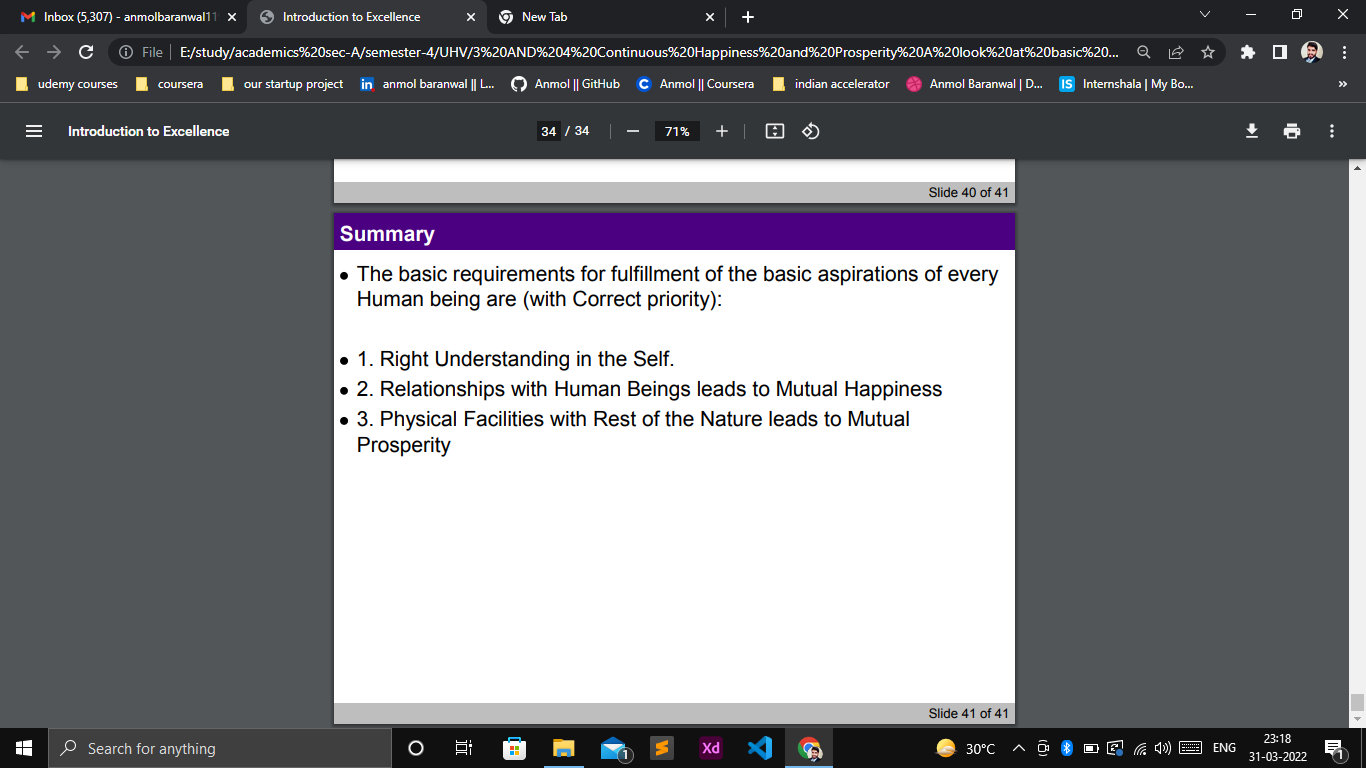 Inbox (5,307) - anmolbaranwal11
Introduction to Excellence
New Tab
File
E:/study/academics%20sec-A/semester-4/UHV/3%20AND%204%20Continuous%20Happiness%20and%20Prosperity%20A%20look%20at%20basic%20...
udemy courses
coursera
our startup project
in
anmol baranwal || L...
Anmol || GitHub
C
Anmol || Coursera
indian accelerator
Anmol Baranwal | D...
IS
Internshala | My Bo...
»
Introduction to Excellence
34 / 34
71%
Slide 40 of 41
Summary
● The basic requirements for fulfillment of the basic aspirations of every
Human being are (with Correct priority):
● 1. Right Understanding in the Self.
● 2. Relationships with Human Beings leads to Mutual Happiness
● 3. Physical Facilities with Rest of the Nature leads to Mutual
Prosperity
Slide 41 of 41
Search for anything
1
Xd
30°C
ENG
23:18
31-03-2022
1